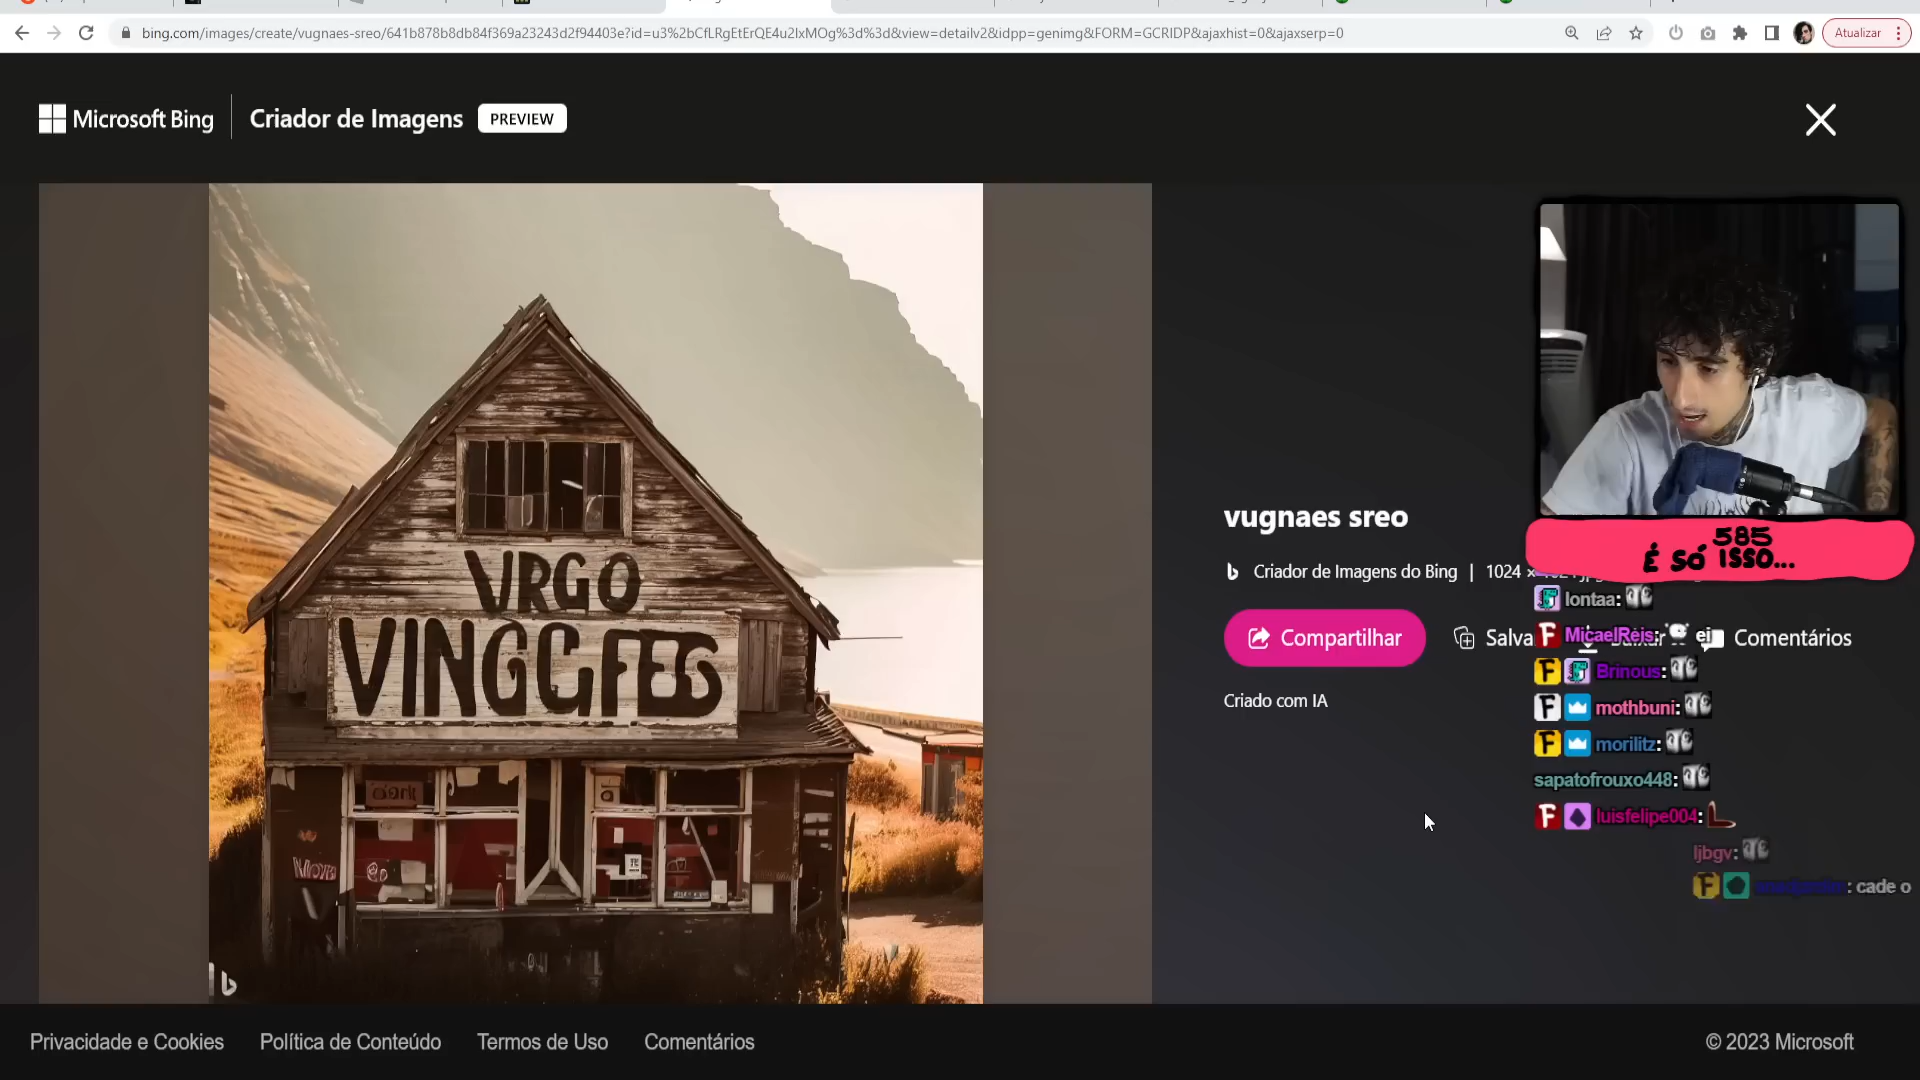 bing.com/images/create/vugnaes-sreo/641b878b8db84f369a23243d2f94403e?id=u3%2bCfLRgEtErQE4u2IxMOg%3d%3d&view=detailv2&idpp=genimg&FORM=GCRIDP&ajaxhist=0&ajaxserp=0
Atualizar
Microsoft Bing
Criador de Imagens
PREVIEW
VRGO
VINGGFEG
vugnaes sreo
Criador de Imagens do Bing | 1024 ×
585
É SÓ ISSO...
lontaa:
Compartilhar
Salva
MicaelReis: ei
Comentários
Brinous:
Criado com IA
mothbuni:
morilitz:
sapatofrouxo448:
luisfelipe004:
ljbgv:
: cade o
Privacidade e Cookies
Política de Conteúdo
Termos de Uso
Comentários
© 2023 Microsoft